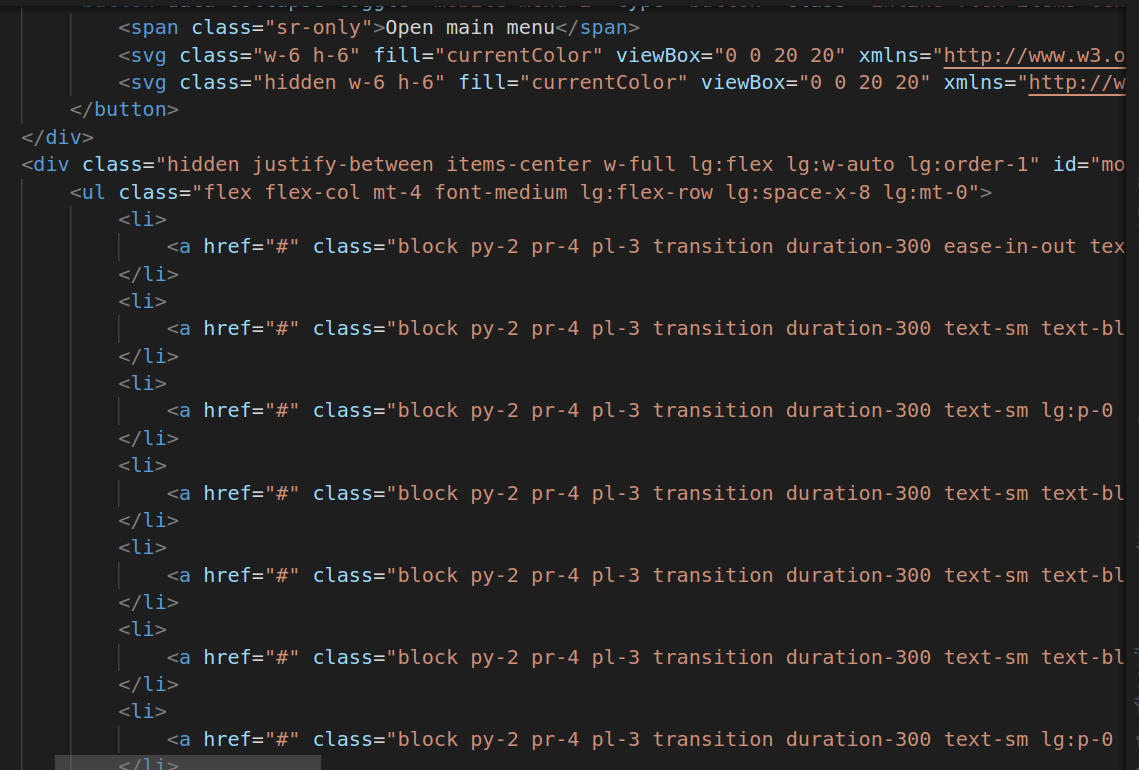 <span class="sr-only">Open main menu</span>
<svg class="w-6 h-6" fill="currentColor" viewBox="0 0 20 20" xmlns="http://www.w3.o
<svg class="hidden w-6 h-6" fill="currentColor" viewBox="0 0 20 20" xmlns="http://w
</button>
</div>
<div class="hidden justify-between items-center w-full lg:flex lg:w-auto lg:order-1" id="mo
<ul class="flex flex-col mt-4 font-medium lg:flex-row lg:space-x-8 lg:mt-0">
<li>
<a href="#" class="block py-2 pr-4 pl-3 transition duration-300 ease-in-out tex
</li>
<li>
<a href="#" class="block py-2 pr-4 pl-3 transition duration-300 text-sm text-bl
</li>
<li>
<a href="#" class="block py-2 pr-4 pl-3 transition duration-300 text-sm lg:p-0
</li>
<li>
<a href="#" class="block py-2 pr-4 pl-3 transition duration-300 text-sm text-bl
</li>
<li>
<a href="#" class="block py-2 pr-4 pl-3 transition duration-300 text-sm text-bl
</li>
<li>
<a href="#" class="block py-2 pr-4 pl-3 transition duration-300 text-sm text-bl
</li>
<li>
<a href="#" class="block py-2 pr-4 pl-3 transition duration-300 text-sm lg:p-0
</li>